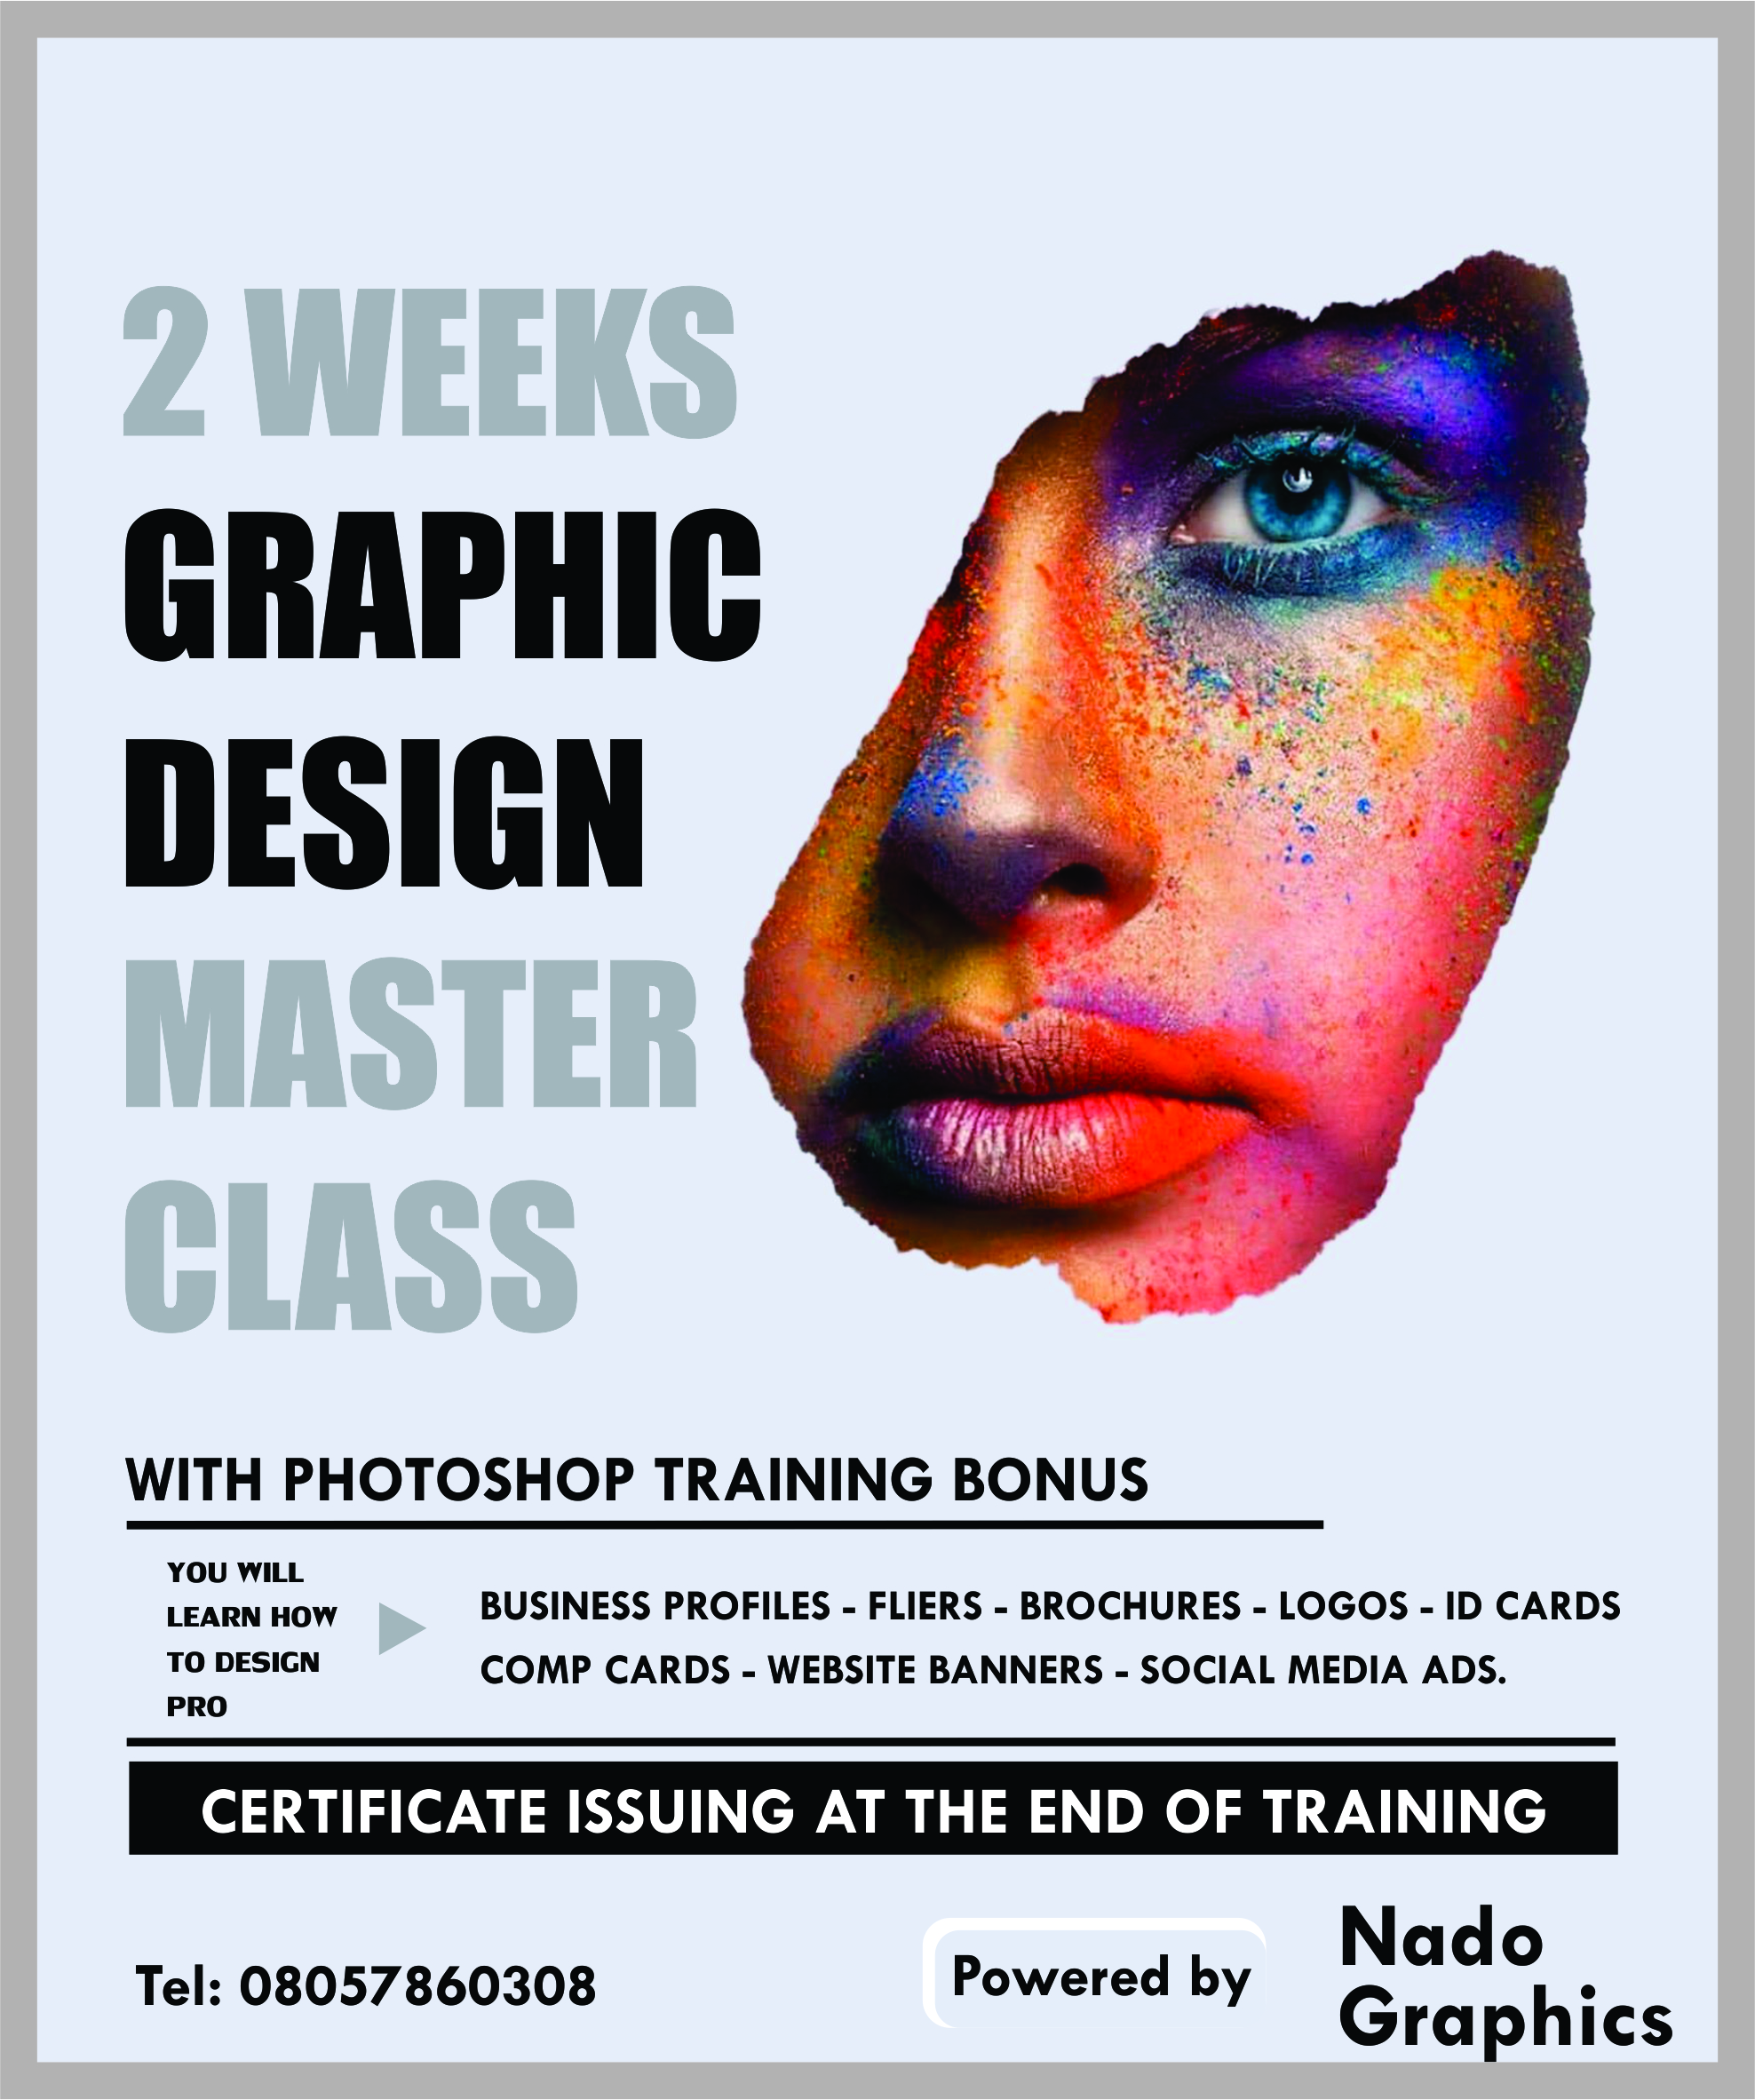 2 WEEKS
GRAPHIC
DESIGN
MASTER
CLASS
WITH PHOTOSHOP TRAINING BONUS
YOU WILL
LEARN HOW
TO DESIGN
PRO
BUSINESS PROFILES - FLIERS - BROCHURES - LOGOS - ID CARDS
COMP CARDS - WEBSITE BANNERS - SOCIAL MEDIA ADS.
CERTIFICATE ISSUING AT THE END OF TRAINING
Tel: 08057860308
Powered by
Nado
Graphics